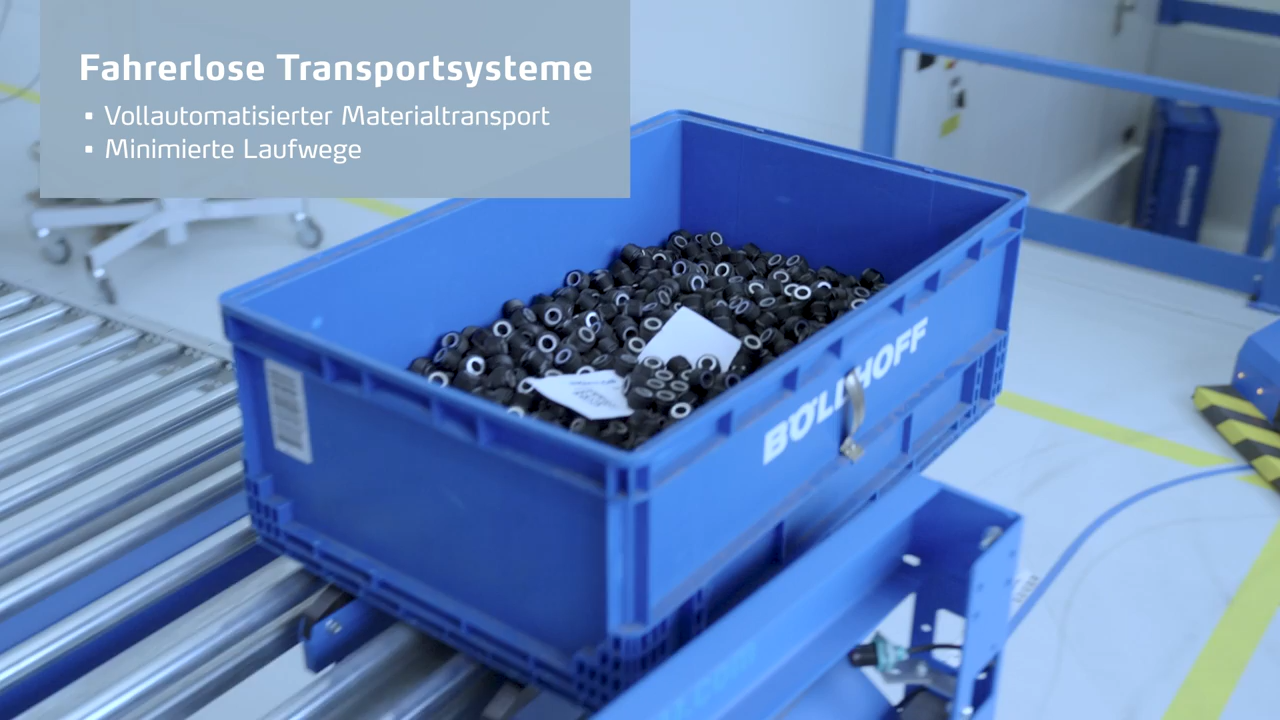 Fahrerlose Transportsysteme
▪ Vollautomatisierter Materialtransport
▪ Minimierte Laufwege
BÖLLHOFF